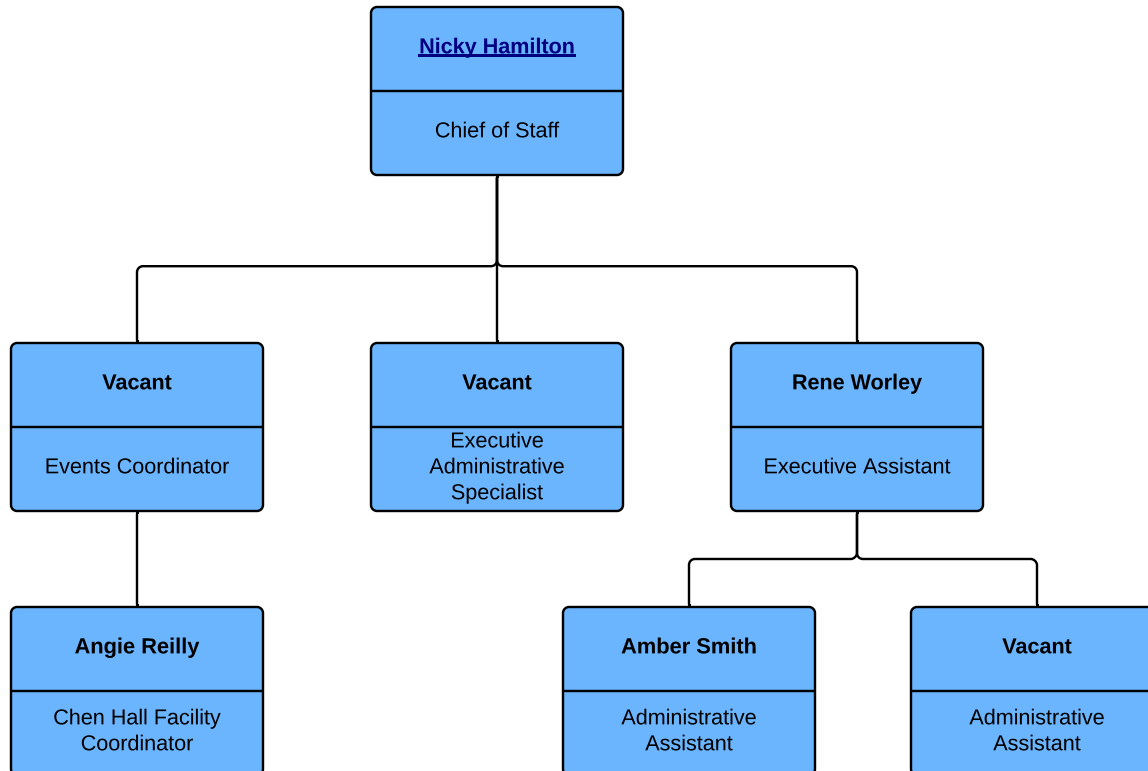 Nicky Hamilton
Chief of Staff
Vacant
Events Coordinator
Vacant
Executive
Administrative
Specialist
Rene Worley
Executive Assistant
Angie Reilly
Chen Hall Facility
Coordinator
Amber Smith
Administrative
Assistant
Vacant
Administrative
Assistant